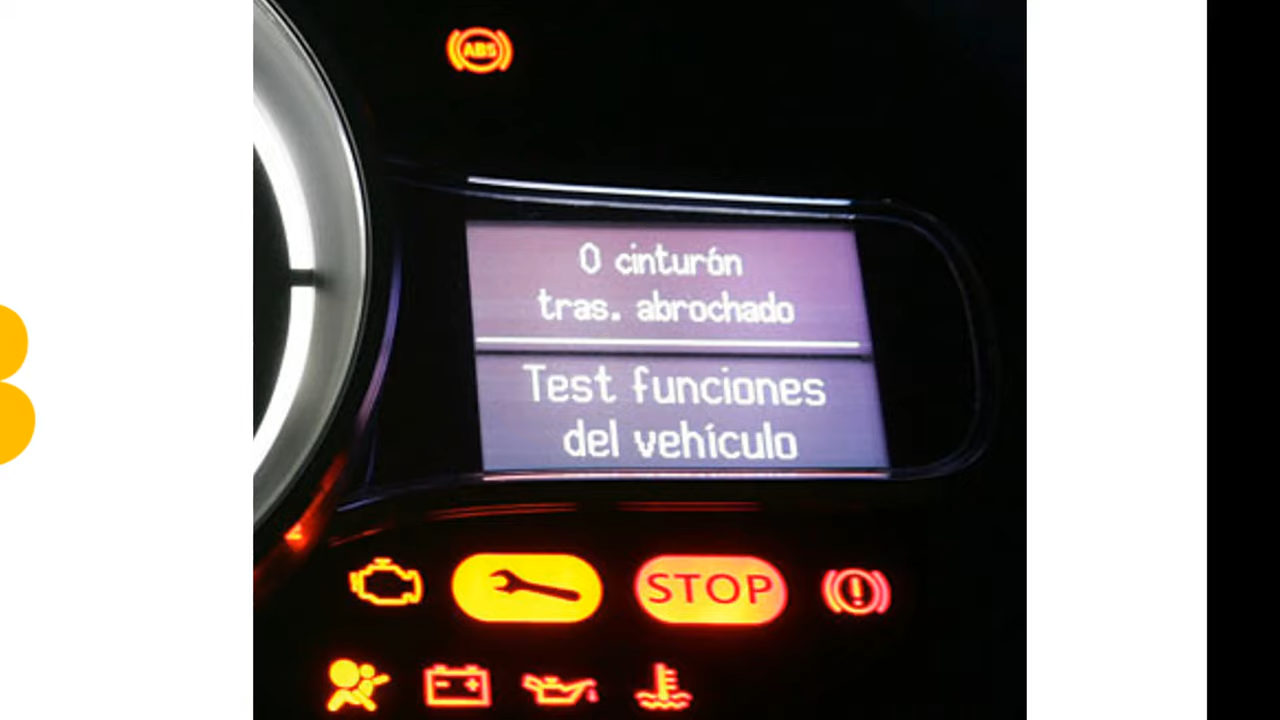 ABS
0 cinturón
tras. abrochado
Test funciones
del vehículo
STOP